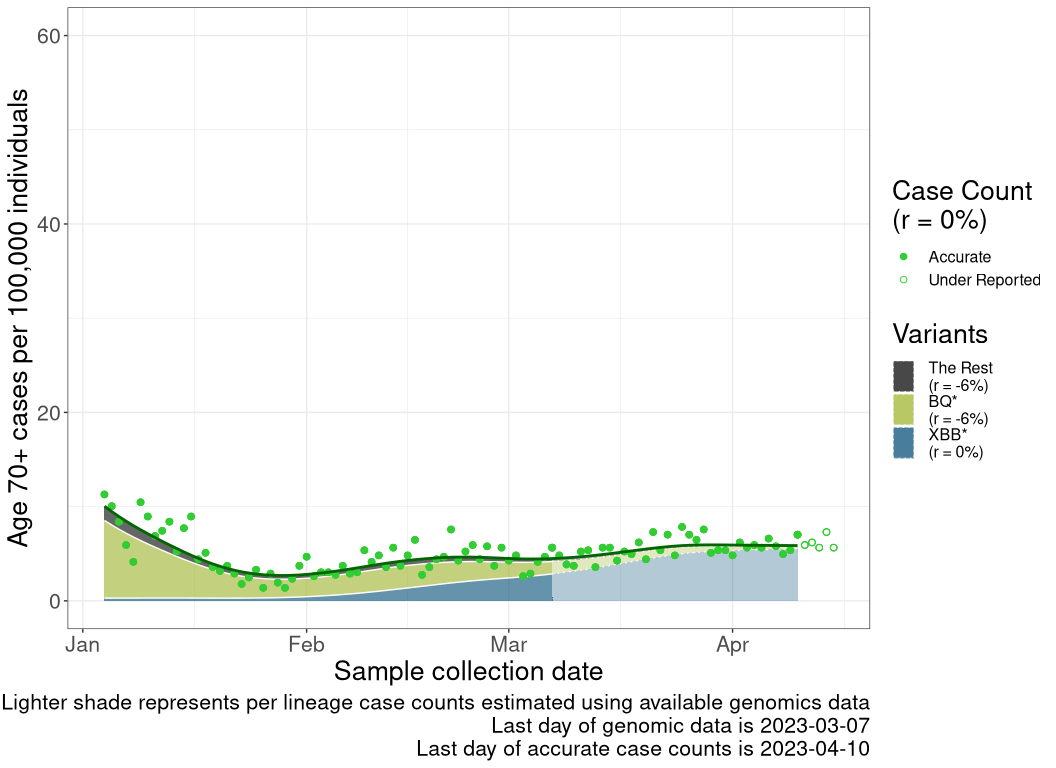 60
40
20
0
Age 70+ cases per 100,000 individuals
Jan Feb Mar Apr
Sample collection date
Case Count
(r = 0%)
Accurate
Under Reported
Variants
The Rest
(r = -6%)
BQ*
(r = -6%)
XBB*
(r = 0%)
Lighter shade represents per lineage case counts estimated using available genomics data
Last day of genomic data is 2023-03-07
Last day of accurate case counts is 2023-04-10